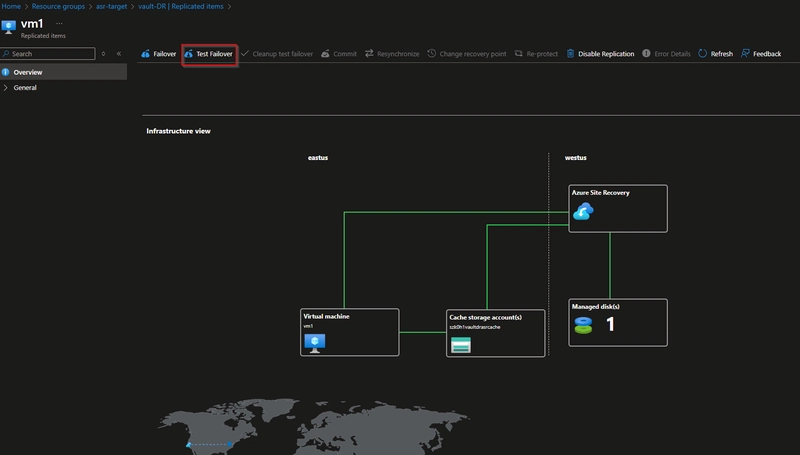 Home > Resource groups > asr-target > vault-DR | Replicated items >
vm1 ...
Replicated items
Search
Failover Test Failover Cleanup test failover Commit Resynchronize Change recovery point Re-protect Disable Replication Error Details Refresh Feedback
Overview
General
Infrastructure view
eastus westus
Azure Site Recovery
Virtual machine
vm1
Cache storage account(s)
Managed disk(s)
1